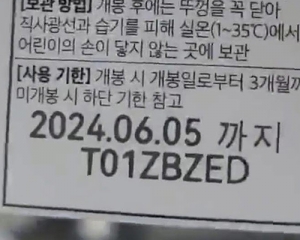 [보관 방법] 개봉 후에는 뚜껑을 꼭 닫아
직사광선과 습기를 피해 실온(1~35℃)에서
어린이의 손이 닿지 않는 곳에 보관
[사용 기한] 개봉 시 개봉일로부터 3개월까
미개봉 시 하단 기한 참고
2024.06.05 까지
T01ZBZED